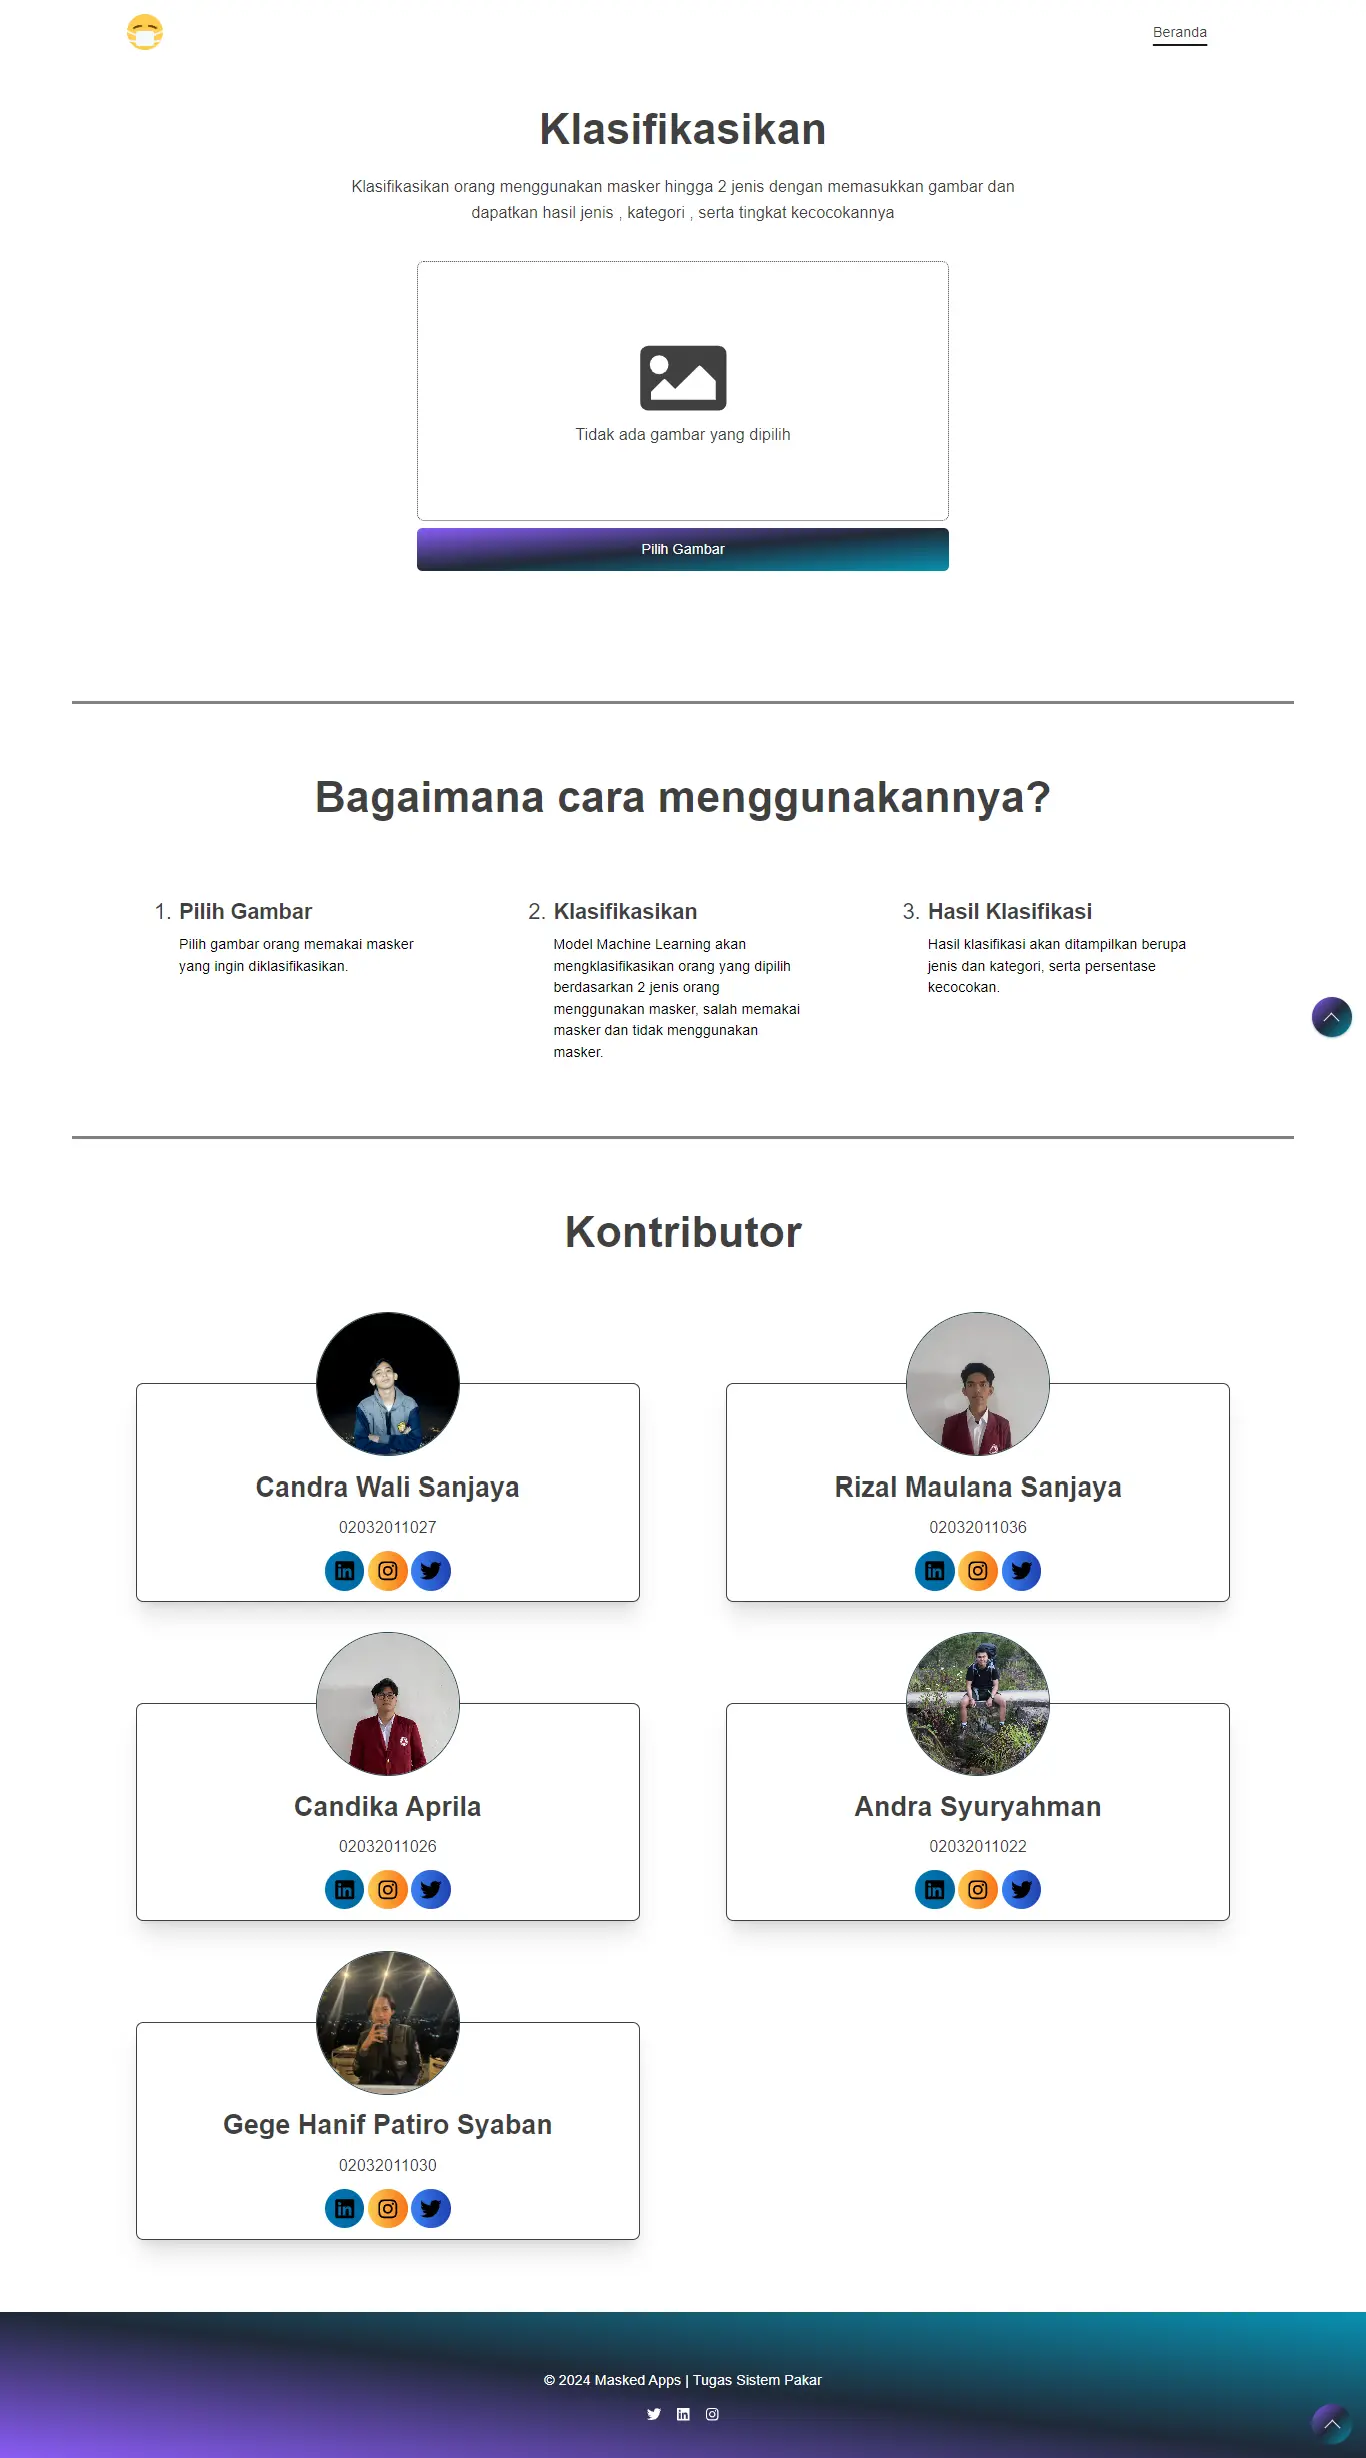 Beranda
Klasifikasikan
Klasifikasikan orang menggunakan masker hingga 2 jenis dengan memasukkan gambar dan
dapatkan hasil jenis , kategori , serta tingkat kecocokannya
Tidak ada gambar yang dipilih
Pilih Gambar
Bagaimana cara menggunakannya?
1. Pilih Gambar
Pilih gambar orang memakai masker
yang ingin diklasifikasikan.
2. Klasifikasikan
Model Machine Learning akan
mengklasifikasikan orang yang dipilih
berdasarkan 2 jenis orang
menggunakan masker, salah memakai
masker dan tidak menggunakan
masker.
3. Hasil Klasifikasi
Hasil klasifikasi akan ditampilkan berupa
jenis dan kategori, serta persentase
kecocokan.
Kontributor
Candra Wali Sanjaya
02032011027
Rizal Maulana Sanjaya
02032011036
Candika Aprila
02032011026
Andra Syuryahman
02032011022
Gege Hanif Patiro Syaban
02032011030
© 2024 Masked Apps | Tugas Sistem Pakar